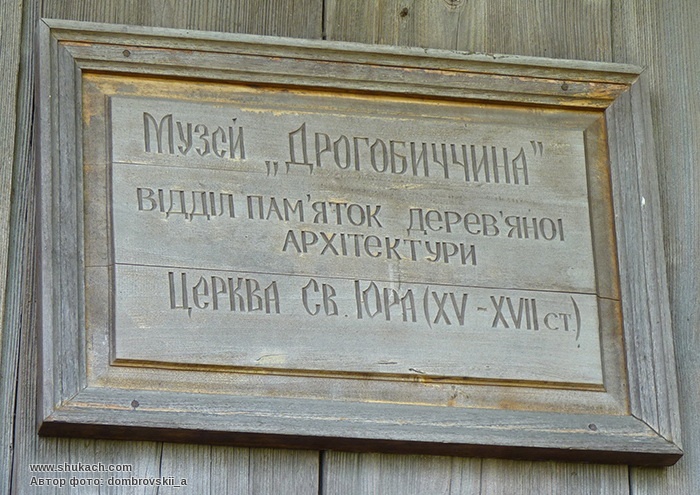 Музей „Дрогобиччина”
відділ пам'яток дерев'яної
архітектури
Церква Св. Юра (XV - XVII ст.)
www.shukach.com
Автор фото: dombrovskii_a